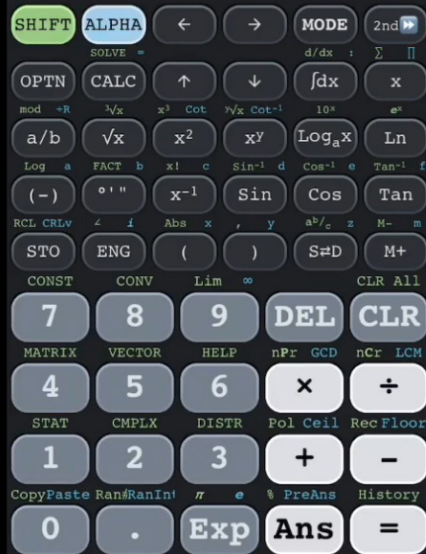 SHIFT ALPHA ← → MODE 2nd
SOLVE = d/dx : ∑ ∏
OPTN CALC ↑ ↓ ∫dx x
mod ÷R ³√x x³ Cot ʸ√x Cot⁻¹ 10ˣ eˣ
a/b √x x² xʸ Logₐx Ln
Log a FACT b x! c Sin⁻¹ d Cos⁻¹ e Tan⁻¹ f
(−) °'" x⁻¹ Sin Cos Tan
RCL CRLv ∠ i Abs x , y aᵇ/c z M− m
STO ENG ( ) S⇄D M+
CONST CONV Lim ∞ CLR All
7 8 9 DEL CLR
MATRIX VECTOR HELP nPr GCD nCr LCM
4 5 6 × ÷
STAT CMPLX DISTR Pol Ceil Rec Floor
1 2 3 + −
Copy Paste Ran# RanInt π e % PreAns History
0 . Exp Ans =